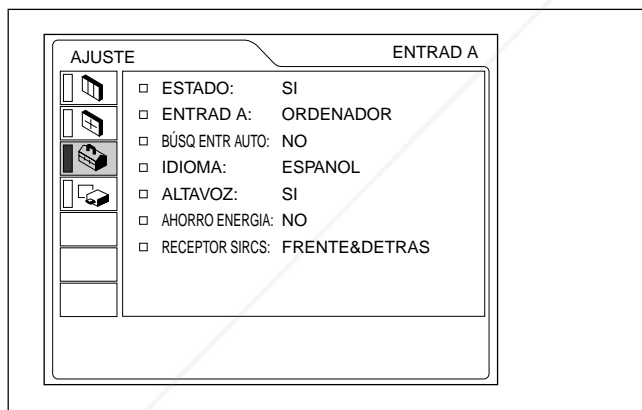 AJUSTE
ENTRAD A
ESTADO: SI
ENTRAD A: ORDENADOR
BÚSQ ENTR AUTO: NO
IDIOMA: ESPANOL
ALTAVOZ: SI
AHORRO ENERGIA: NO
RECEPTOR SIRCS: FRENTE&DETRAS